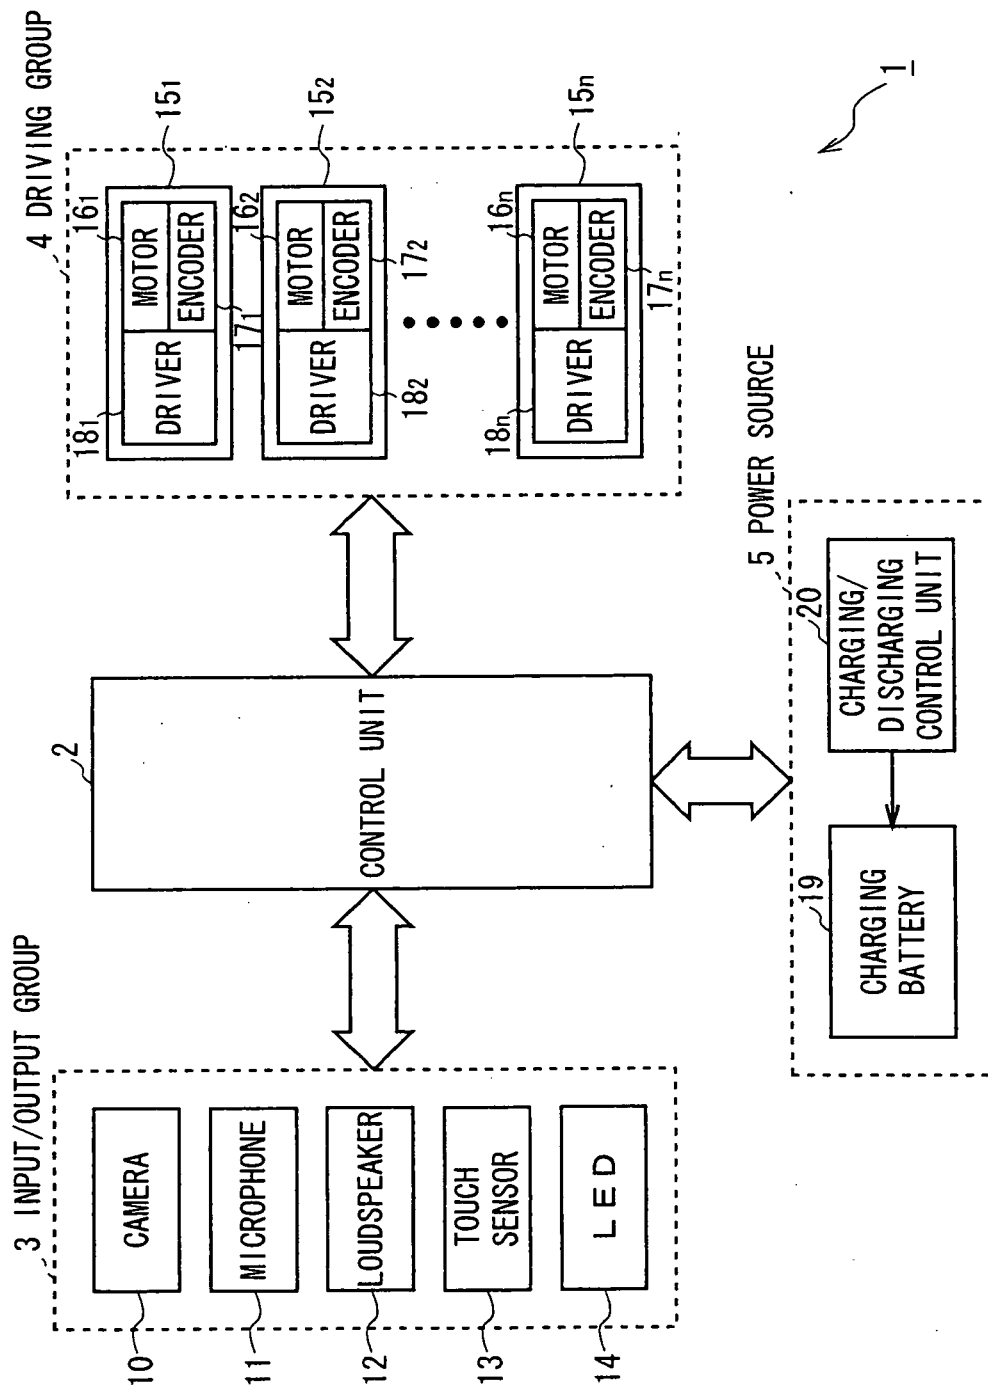 3 INPUT/OUTPUT GROUP
10
CAMERA
11
MICROPHONE
12
LOUDSPEAKER
13
TOUCH
SENSOR
14
LED
2
CONTROL UNIT
4 DRIVING GROUP
18₁
DRIVER
16₁
MOTOR
ENCODER
17₁
15₁
16₂
MOTOR
ENCODER
17₂
DRIVER
18₂
15₂
18n
DRIVER
16n
MOTOR
ENCODER
17n
15n
5 POWER SOURCE
19
CHARGING
BATTERY
20
CHARGING/
DISCHARGING
CONTROL UNIT
1